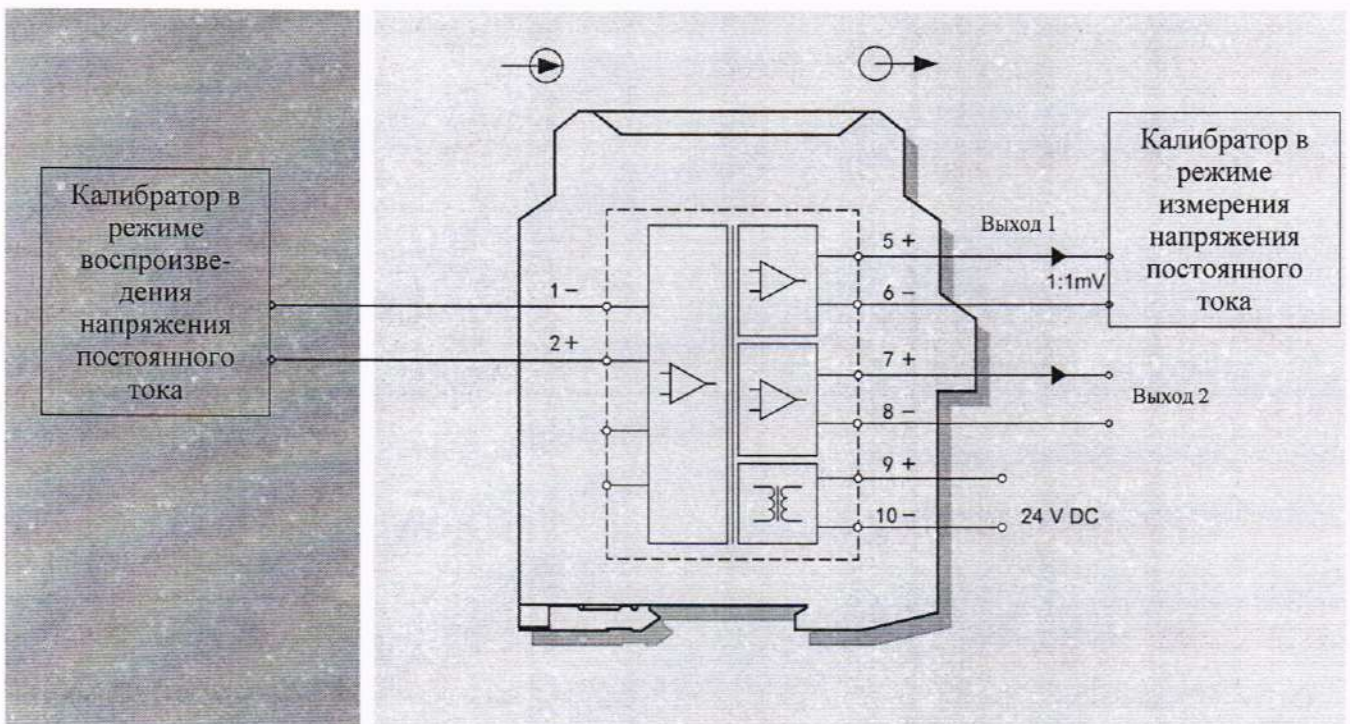 Калибратор в
режиме
воспроизве-
дения
напряжения
постоянного
тока
1 -
2 +
5 +
6 -
7 +
8 -
9 +
10 -
Выход 1
1:1mV
Выход 2
24 V DC
Калибратор в
режиме
измерения
напряжения
постоянного
тока